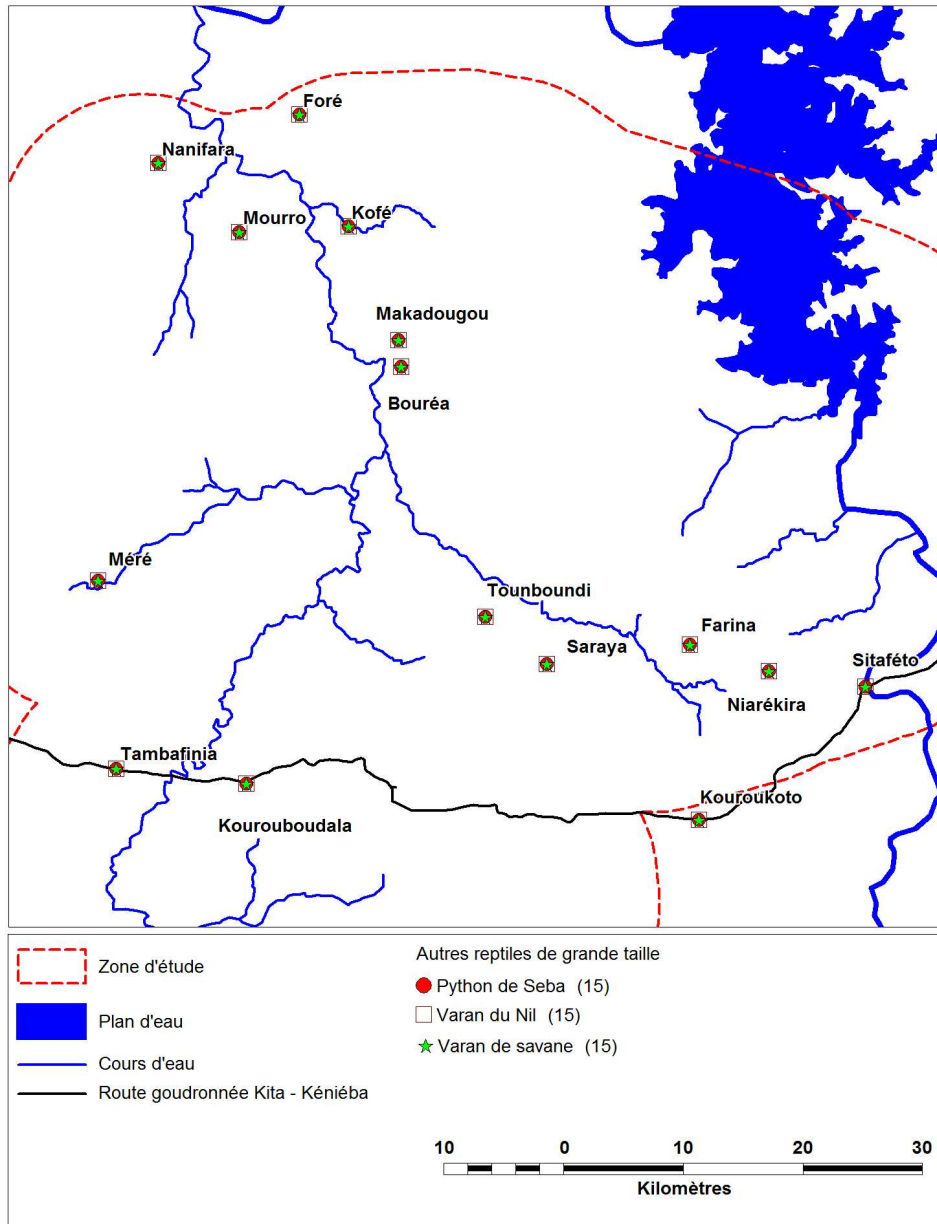 Foré
Nanifara
Mourro
Kofé
Makadougou
Bouréa
Méré
Tounboundi
Farina
Saraya
Sitaféto
Niarékira
Tambafinia
Kouroukoto
Kourouboudala
Zone d'étude
Plan d'eau
Cours d'eau
Route goudronnée Kita - Kéniéba
Autres reptiles de grande taille
Python de Seba (15)
Varan du Nil (15)
Varan de savane (15)
10 0 10 20 30
Kilomètres